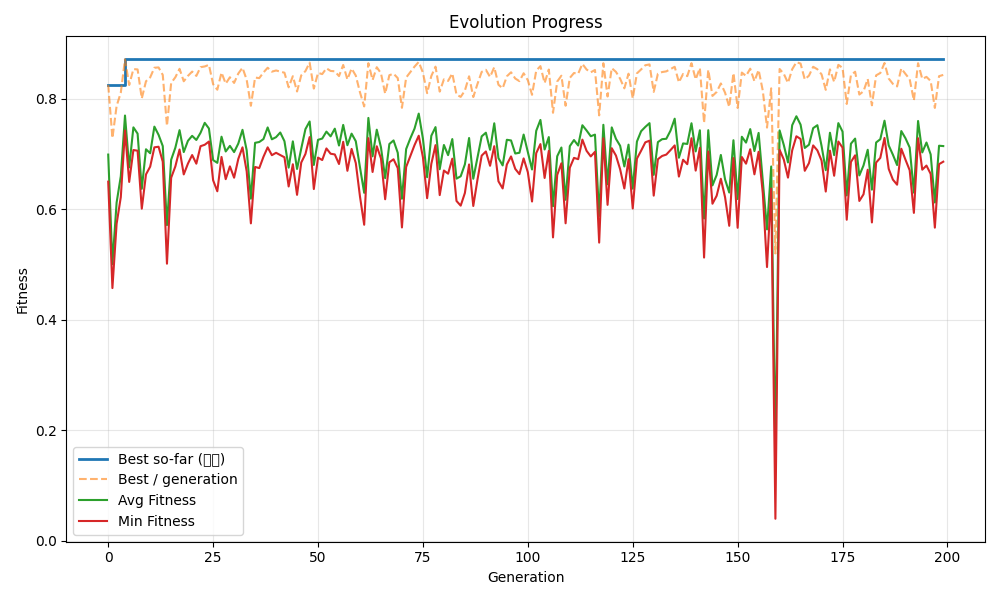 Evolution Progress
Fitness
0.8
0.6
0.4
0.2
0.0
Best so-far ()
Best / generation
Avg Fitness
Min Fitness
0 25 50 75 100 125 150 175 200
Generation